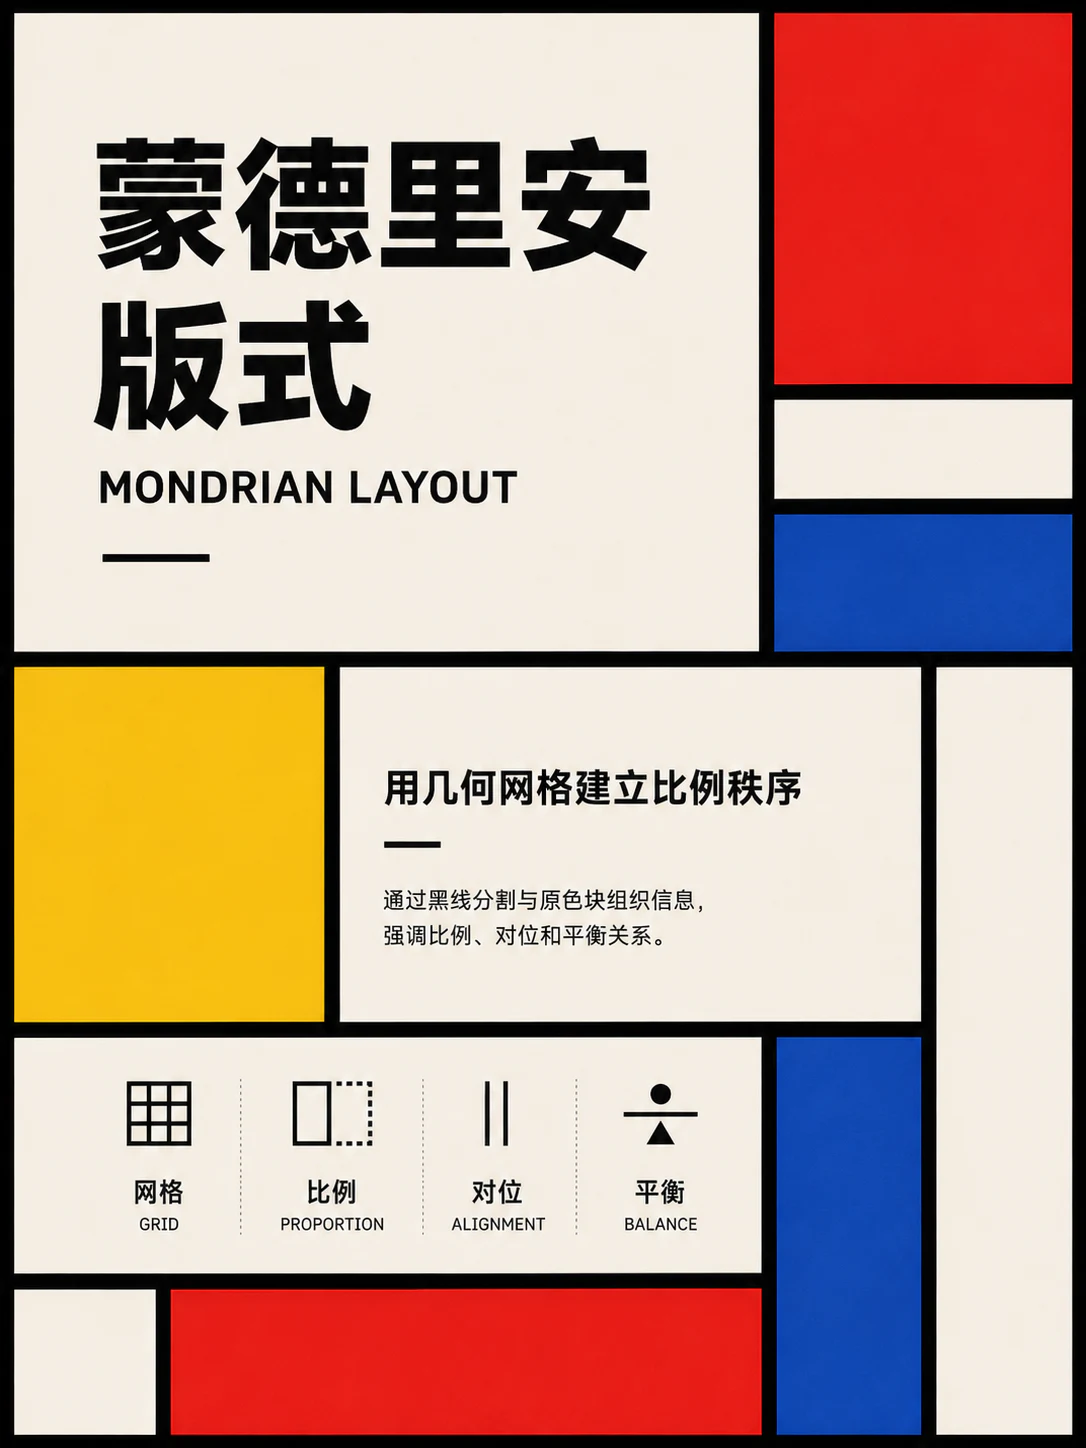 蒙德里安
版式
MONDRIAN LAYOUT
用几何网格建立比例秩序
通过黑线分割与原色块组织信息，
强调比例、对位和平衡关系。
网格
GRID
比例
PROPORTION
对位
ALIGNMENT
平衡
BALANCE